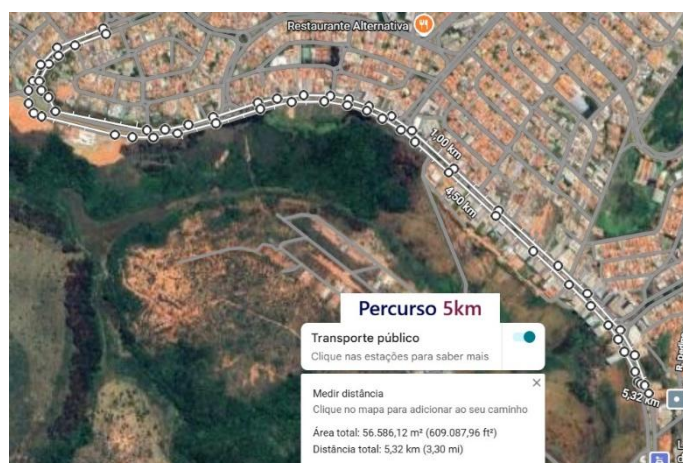 Restaurante Alternativa
1,00 km
4,50 km
Percurso 5km
Transporte público
Clique nas estações para saber mais
Medir distância
Clique no mapa para adicionar ao seu caminho
Área total: 56.586,12 m² (609.087,96 ft²)
Distância total: 5,32 km (3,30 mi)
5,32 km